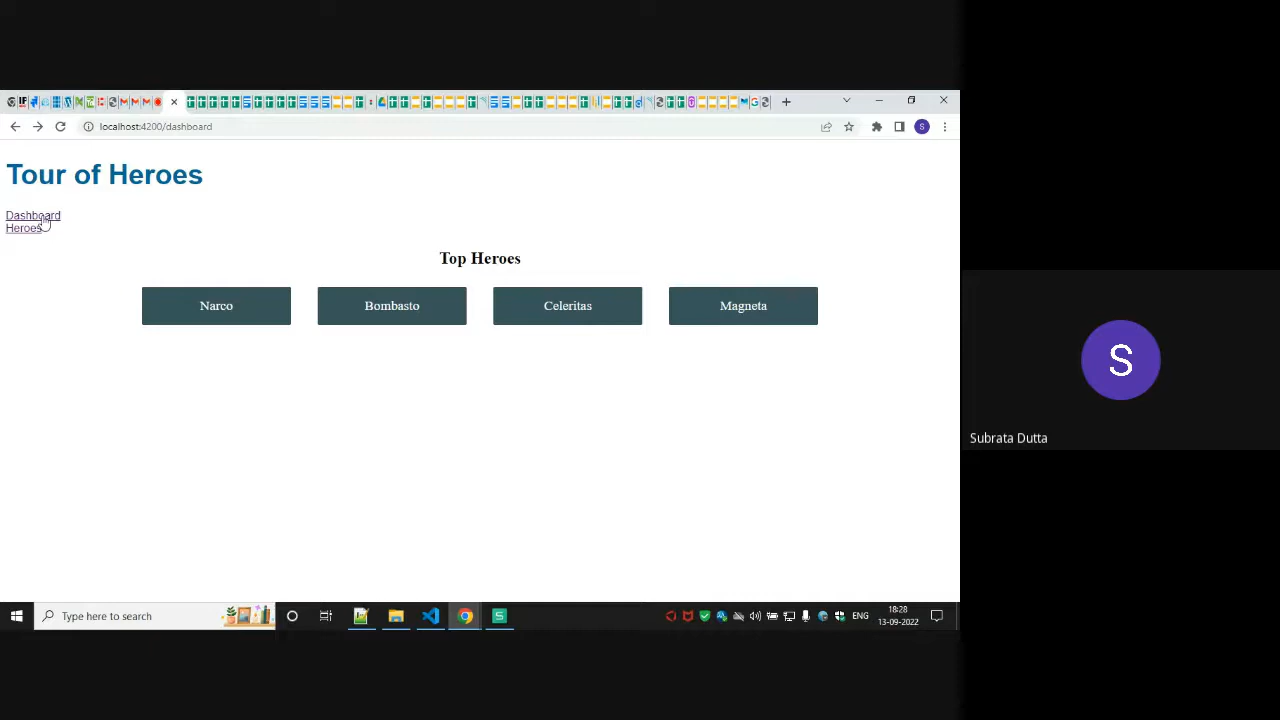 localhost:4200/dashboard
S
Tour of Heroes
Dashboard
Heroes
Top Heroes
Narco
Bombasto
Celeritas
Magneta
S
Subrata Dutta
Type here to search
ENG
18:28
13-09-2022